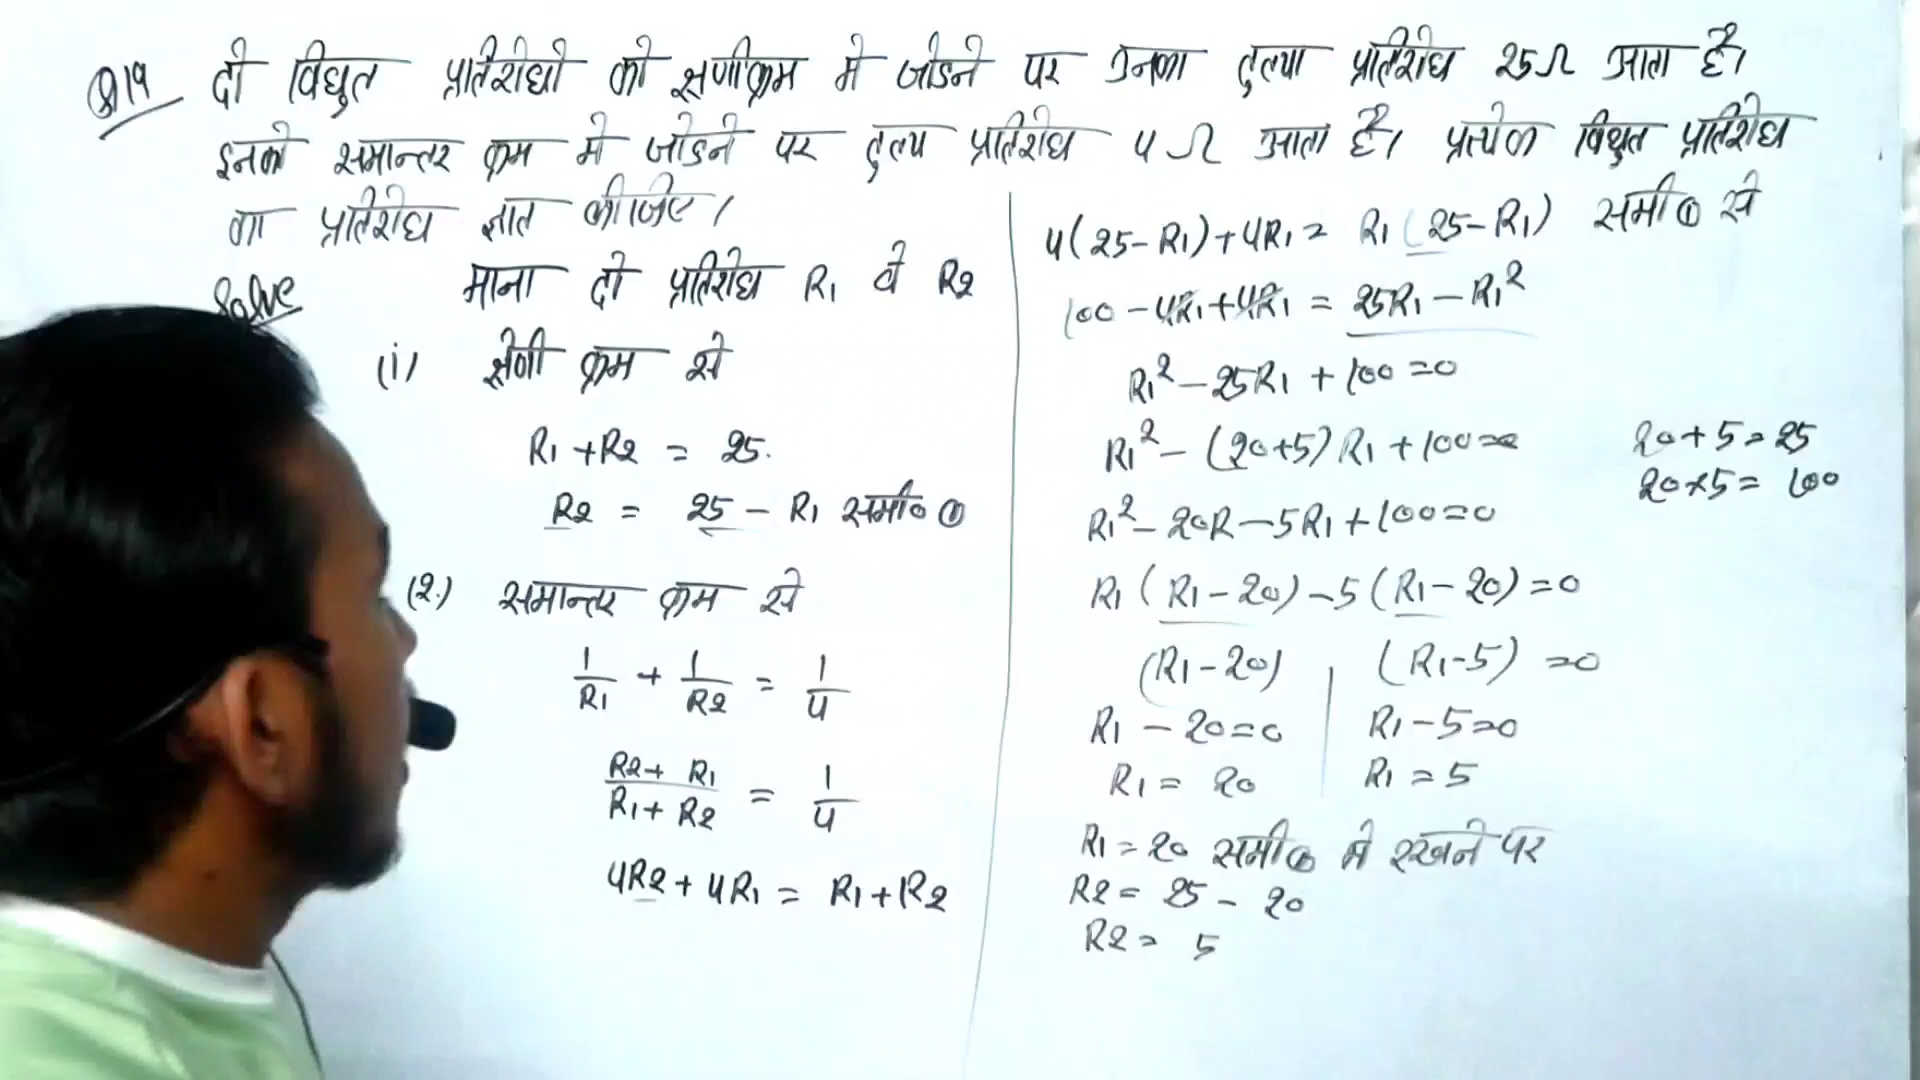 Q19 दो विधुत प्रतिरोधो को श्रेणीक्रम मे जोडने पर उनका तुल्य प्रतिरोध 25Ω आता है।
इनको समान्तर क्रम मे जोडने पर तुल्य प्रतिरोध 4Ω आता है। प्रत्येक विधुत प्रतिरोध
का प्रतिरोध ज्ञात कीजिए।
Solve माना दो प्रतिरोध R1 व R2
(i) श्रेणी क्रम से
R1 + R2 = 25.
R2 = 25 - R1 समी० ①
(2.) समान्तर क्रम से
1/R1 + 1/R2 = 1/4
R2 + R1 / R1 + R2 = 1/4
4R2 + 4R1 = R1 + R2
4(25 - R1) + 4R1 = R1 (25 - R1) समी ① से
100 - 4R1 + 4R1 = 25R1 - R1²
R1² - 25R1 + 100 = 0
R1² - (20+5) R1 + 100 = 0
20 + 5 = 25
20 × 5 = 100
R1² - 20R - 5R1 + 100 = 0
R1 (R1 - 20) - 5 (R1 - 20) = 0
(R1 - 20) (R1 - 5) = 0
R1 - 20 = 0 R1 - 5 = 0
R1 = 20 R1 = 5
R1 = 20 समी ① मे रखने पर
R2 = 25 - 20
R2 = 5